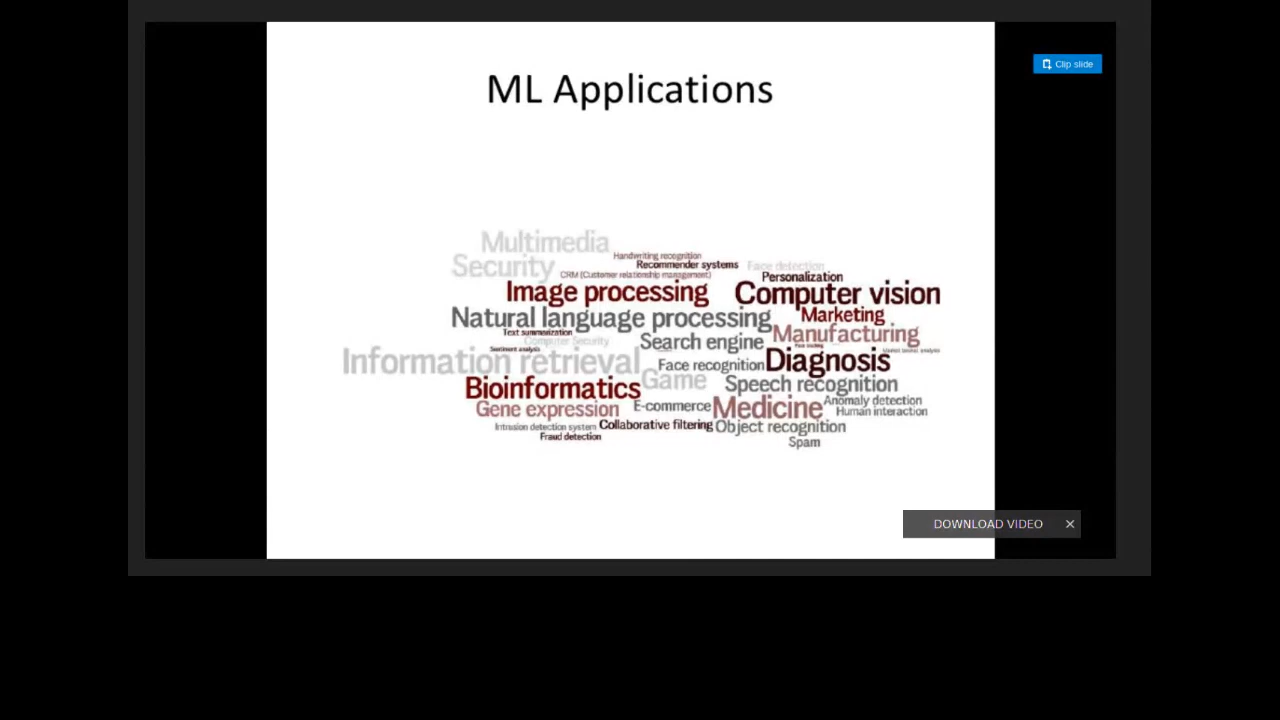 Clip slide
ML Applications
Multimedia
Handwriting recognition
Security
Recommender systems
Face detection
CRM (Customer relationship management)
Personalization
Image processing
Computer vision
Natural language processing
Marketing
Text summarization
Manufacturing
Computer Security
Search engine
Sentiment analysis
Information retrieval
Face recognition
Diagnosis
Bioinformatics
Game
Speech recognition
Gene expression
E-commerce
Medicine
Anomaly detection
Human interaction
Intrusion detection system
Collaborative filtering
Object recognition
Fraud detection
Spam
DOWNLOAD VIDEO